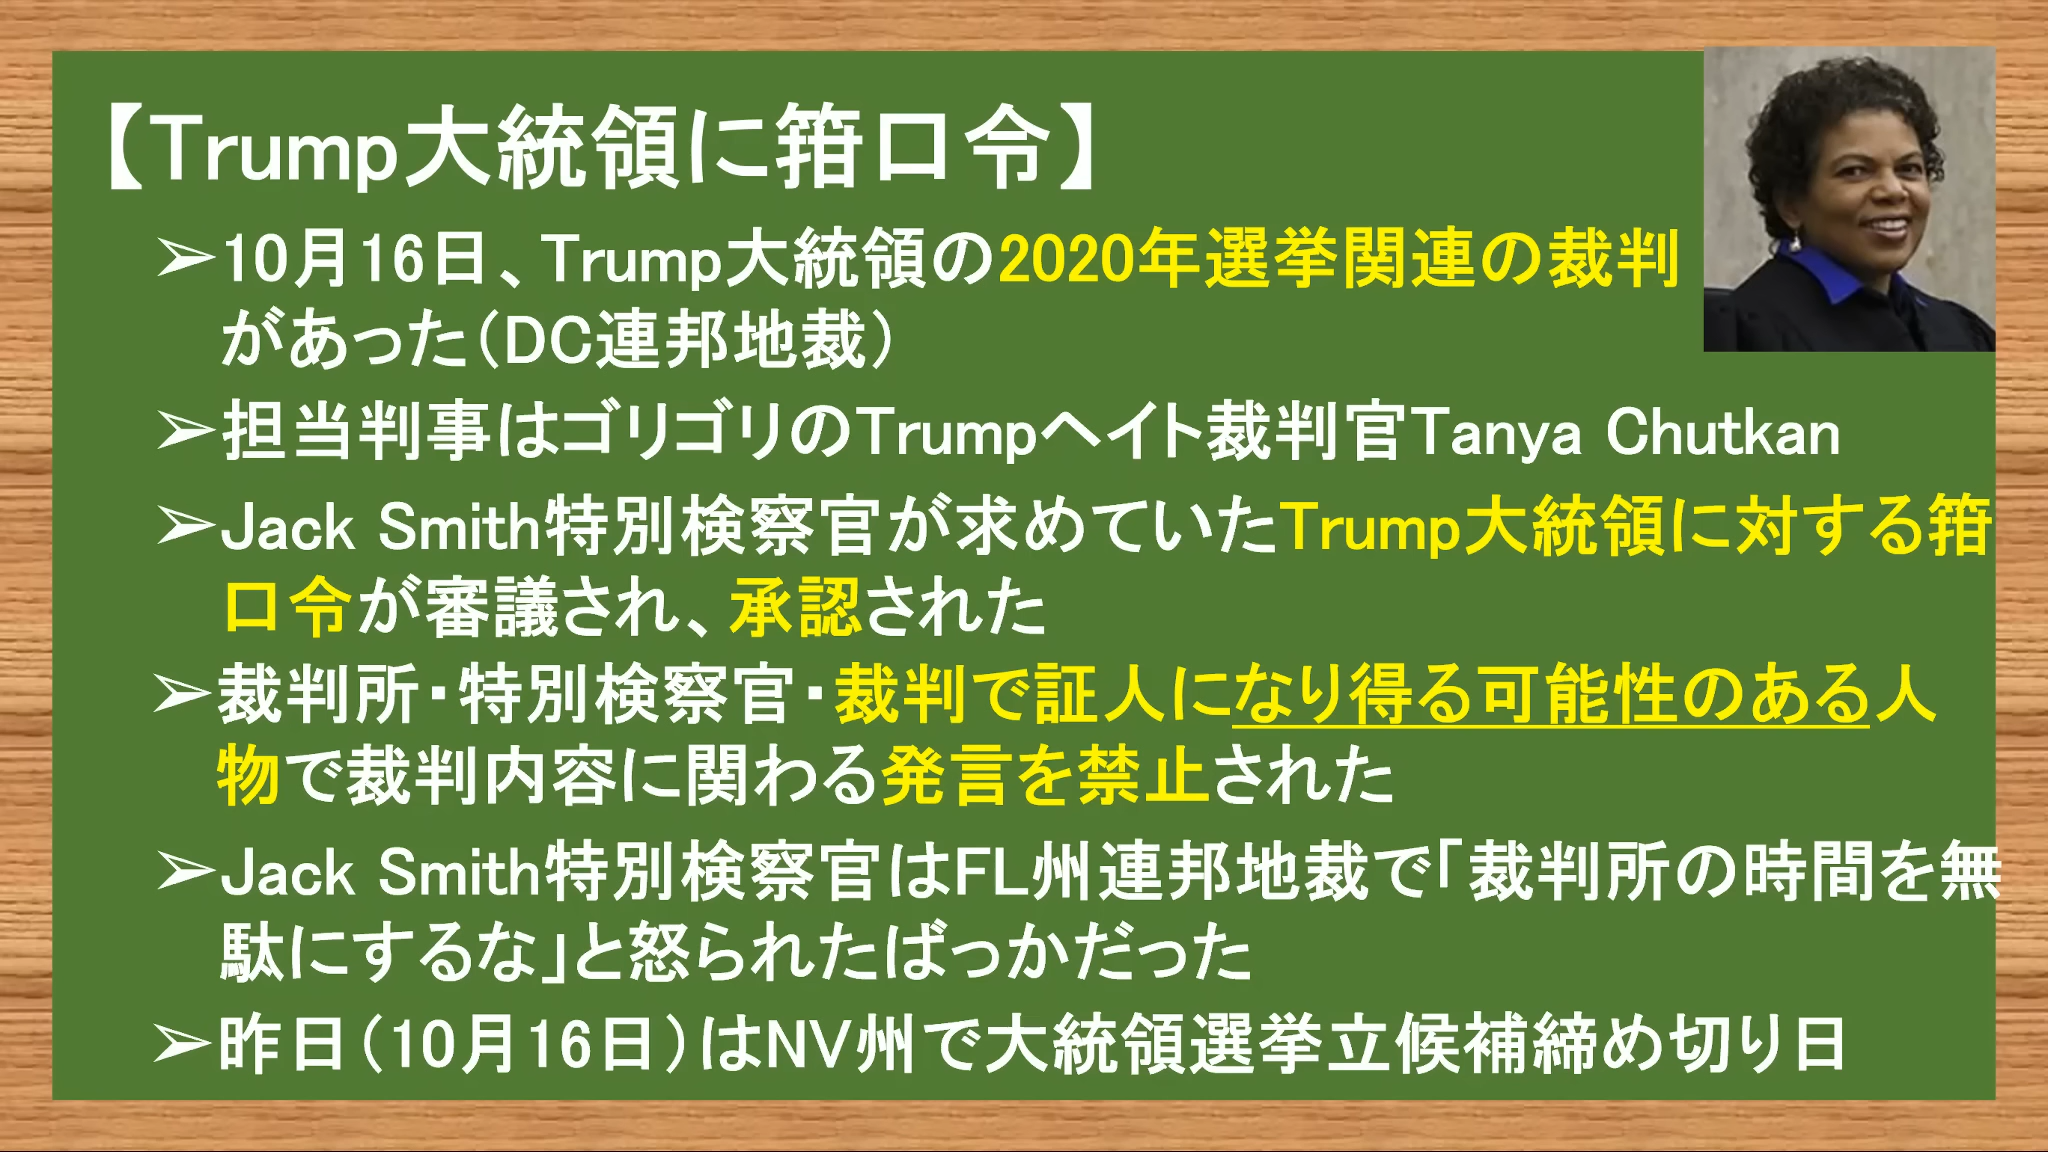 【Trump大統領に箝口令】
➢10月16日、Trump大統領の2020年選挙関連の裁判
があった（DC連邦地裁）
➢担当判事はゴリゴリのTrumpヘイト裁判官Tanya Chutkan
➢Jack Smith特別検察官が求めていたTrump大統領に対する箝
口令が審議され、承認された
➢裁判所・特別検察官・裁判で証人になり得る可能性のある人
物で裁判内容に関わる発言を禁止された
➢Jack Smith特別検察官はFL州連邦地裁で「裁判所の時間を無
駄にするな」と怒られたばっかだった
➢昨日（10月16日）はNV州で大統領選挙立候補締め切り日